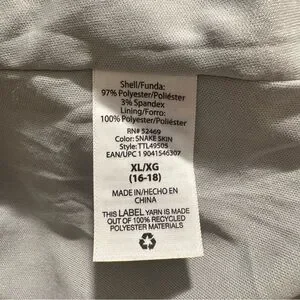 Shell/Funda:
97% Polyester/Poliéster
3% Spandex
Lining/Forro:
100% Polyester/Poliéster
RN# 52469
Color: SNAKE SKIN
Style: TTL4950S
EAN/UPC 1 9041546307
XL/XG
(16-18)
MADE IN/HECHO EN
CHINA
THIS LABEL YARN IS MADE
OUT OF 100% RECYCLED
POLYESTER MATERIALS